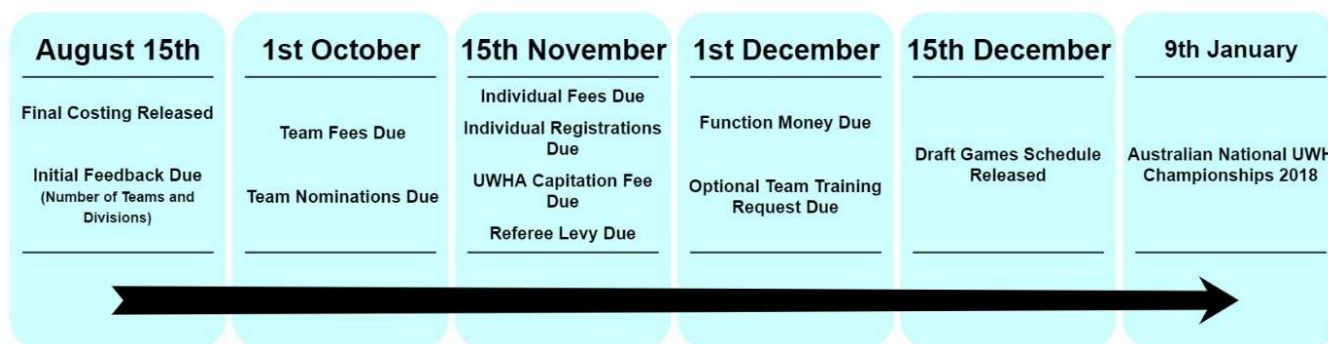 August 15th
Final Costing Released
Initial Feedback Due
(Number of Teams and
Divisions)
1st October
Team Fees Due
Team Nominations Due
15th November
Individual Fees Due
Individual Registrations
Due
UWHA Capitation Fee
Due
Referee Levy Due
1st December
Function Money Due
Optional Team Training
Request Due
15th December
Draft Games Schedule
Released
9th January
Australian National UWH
Championships 2018